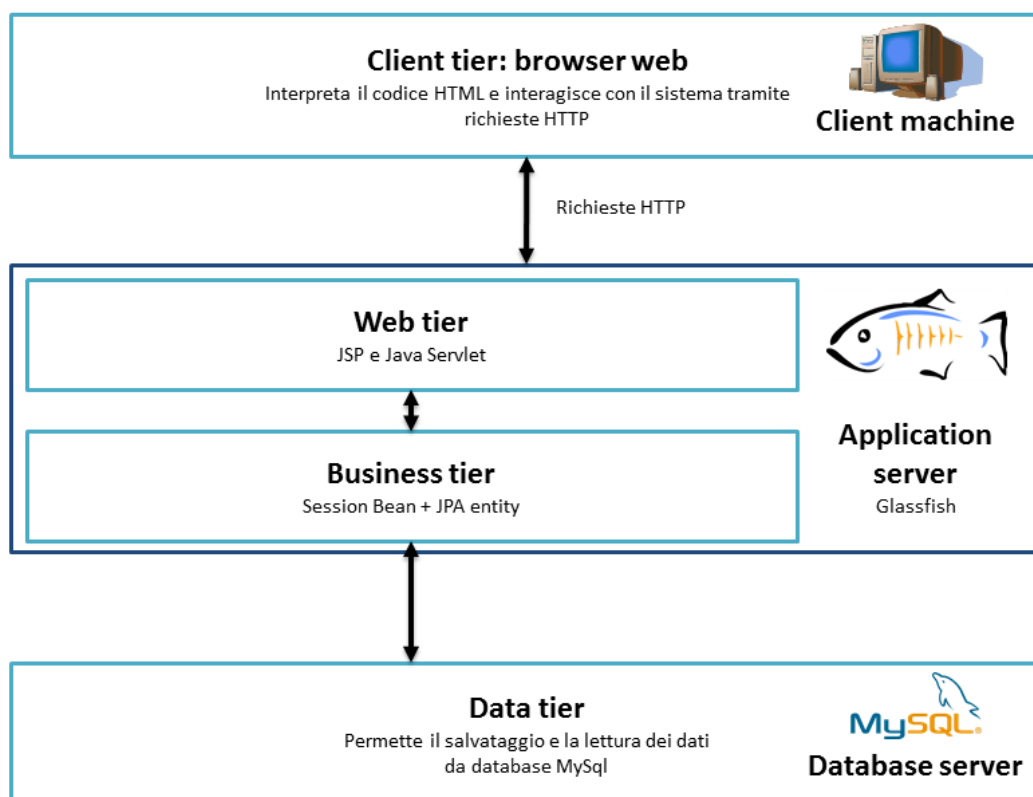 Client tier: browser web
Interpreta il codice HTML e interagisce con il sistema tramite
richieste HTTP
Client machine
Richieste HTTP
Web tier
JSP e Java Servlet
Business tier
Session Bean + JPA entity
Application
server
Glassfish
Data tier
Permette il salvataggio e la lettura dei dati
da database MySql
MySQL®
Database server